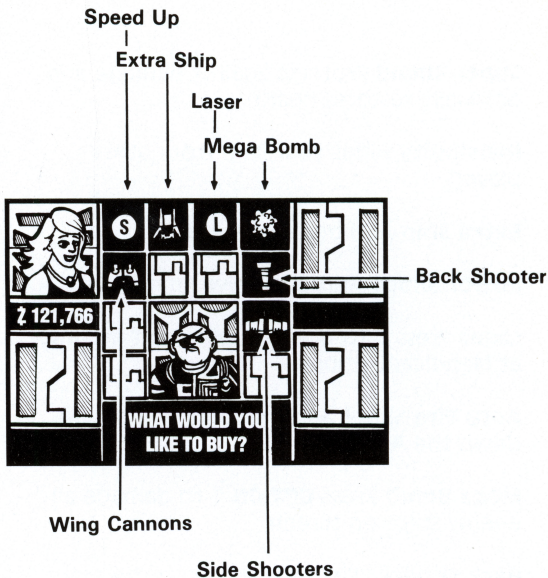 Speed Up
Extra Ship
Laser
Mega Bomb
S
L
Back Shooter
Z 121,766
WHAT WOULD YOU
LIKE TO BUY?
Wing Cannons
Side Shooters